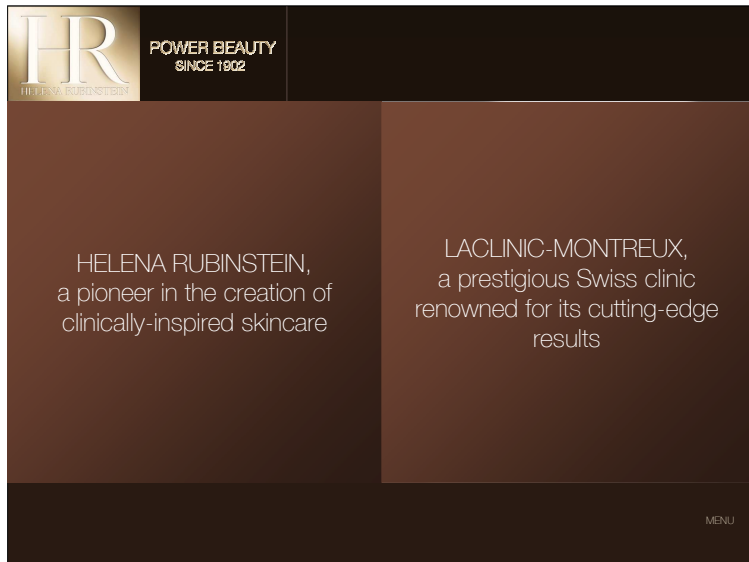 HR
HELENA RUBINSTEIN
POWER BEAUTY
SINCE 1902
HELENA RUBINSTEIN,
a pioneer in the creation of
clinically-inspired skincare
LACLINIC-MONTREUX,
a prestigious Swiss clinic
renowned for its cutting-edge
results
MENU